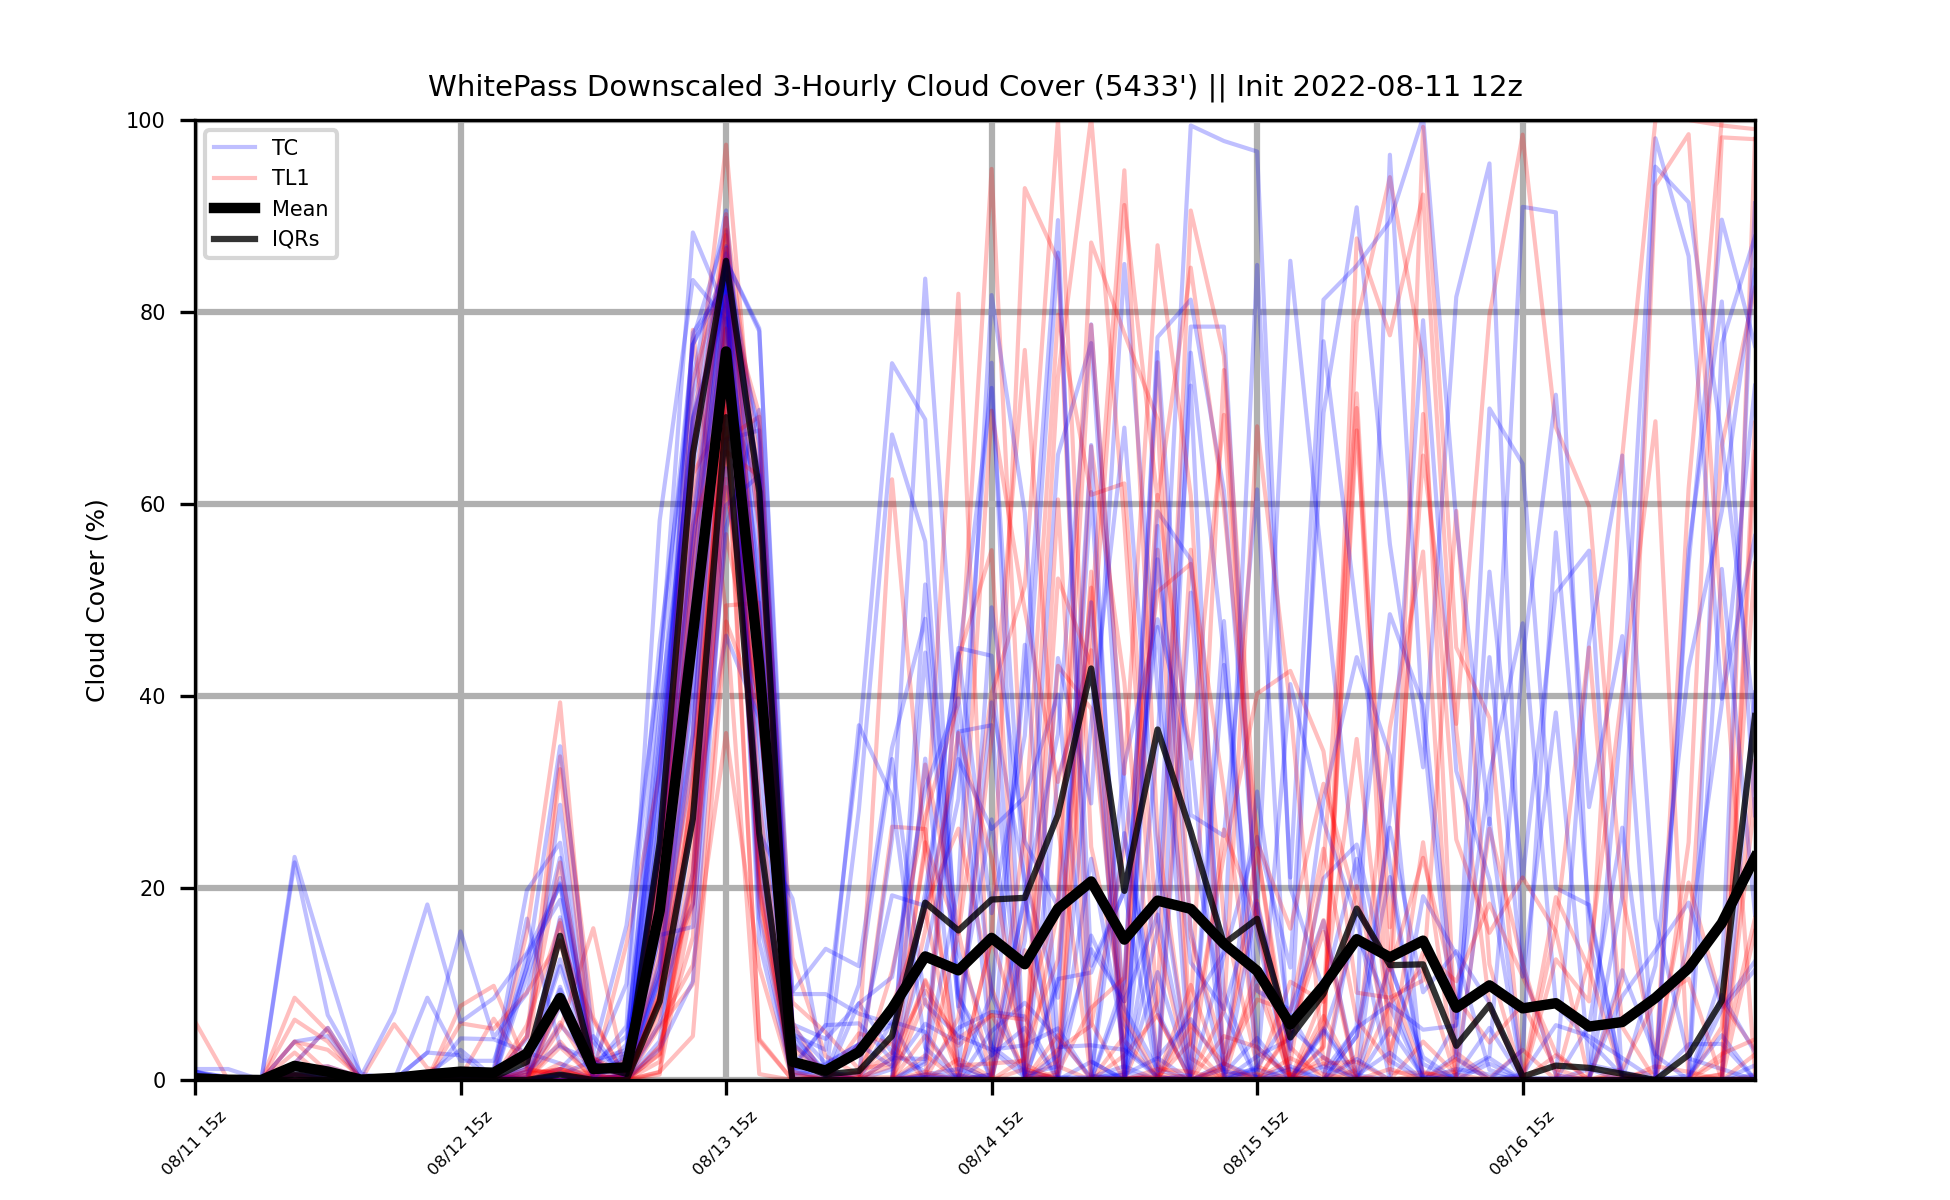 WhitePass Downscaled 3-Hourly Cloud Cover (5433') || Init 2022-08-11 12z
100
80
60
40
20
0
Cloud Cover (%)
TC
TL1
Mean
IQRs
08/11 15z
08/12 15z
08/13 15z
08/14 15z
08/15 15z
08/16 15z